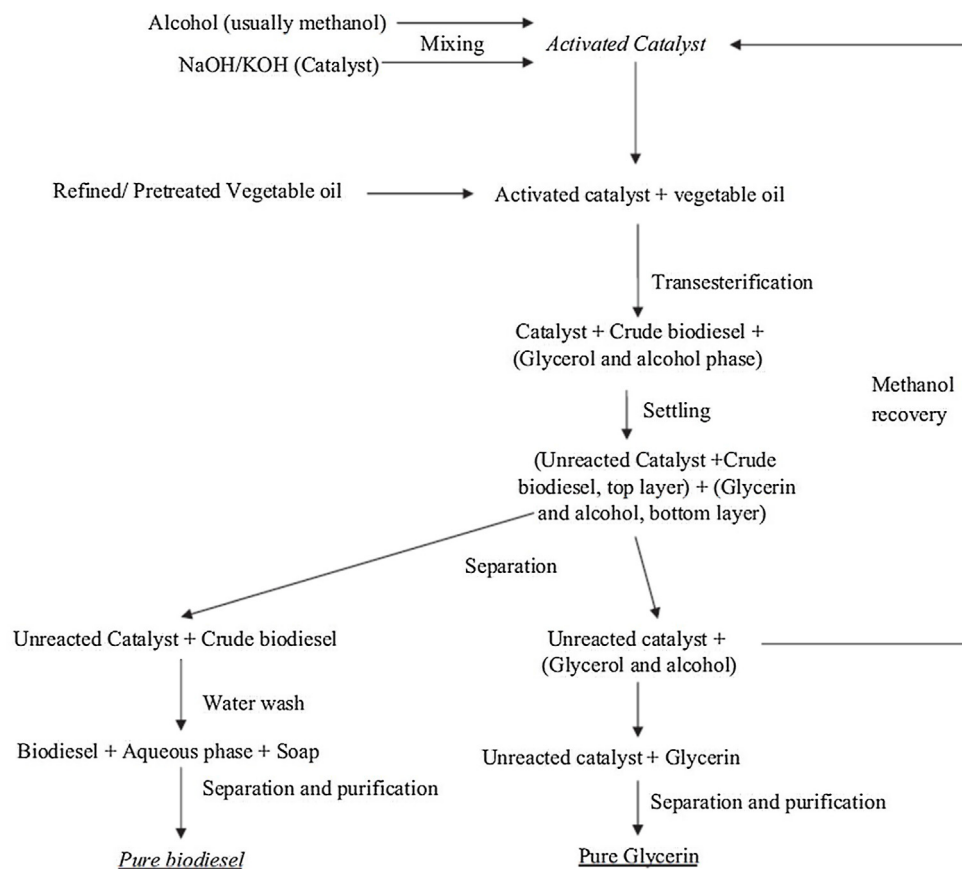 Alcohol (usually methanol)
Mixing
Activated Catalyst
NaOH/KOH (Catalyst)
Refined/ Pretreated Vegetable oil
Activated catalyst + vegetable oil
Transesterification
Catalyst + Crude biodiesel +
(Glycerol and alcohol phase)
Methanol
recovery
Settling
(Unreacted Catalyst +Crude
biodiesel, top layer) + (Glycerin
and alcohol, bottom layer)
Separation
Unreacted Catalyst + Crude biodiesel
Unreacted catalyst +
(Glycerol and alcohol)
Water wash
Biodiesel + Aqueous phase + Soap
Unreacted catalyst + Glycerin
Separation and purification
Separation and purification
Pure biodiesel
Pure Glycerin